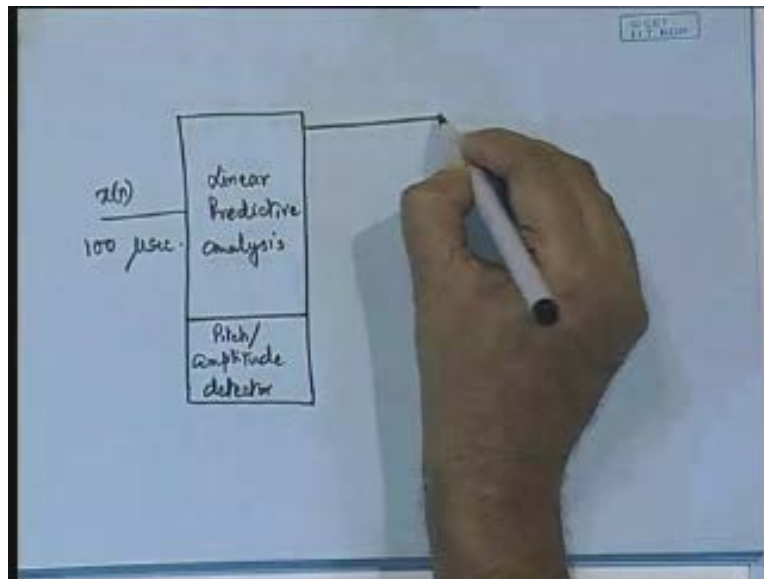 x(n)
100 μsec.
Linear
Predictive
analysis
Pitch/
amplitude
detector